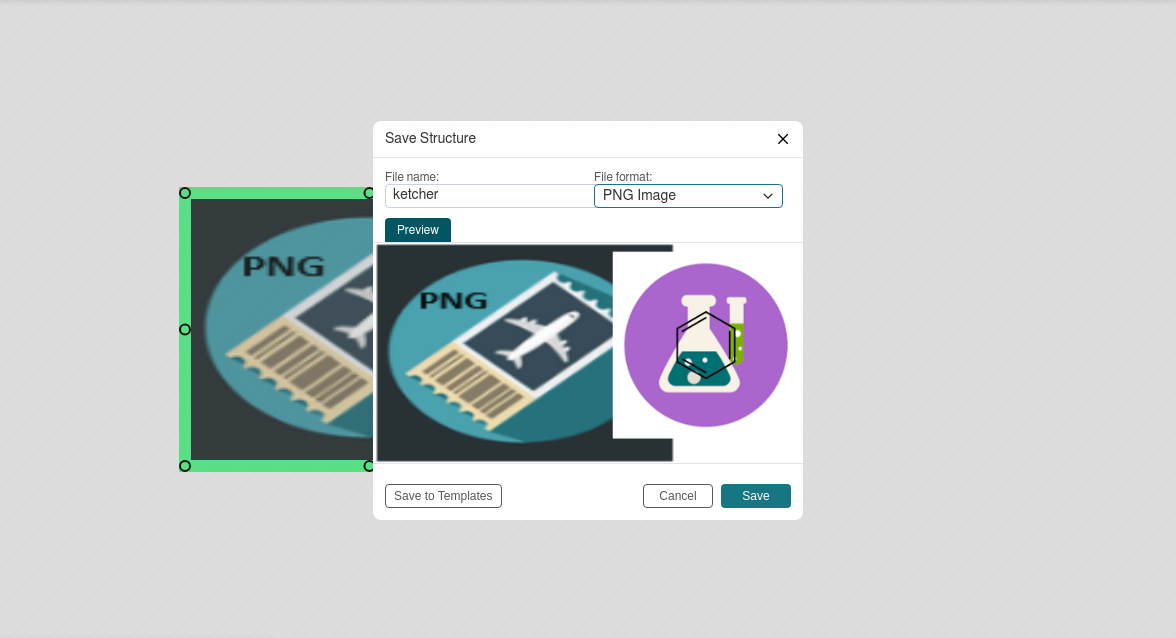 Save Structure
File name:
File format:
ketcher
PNG Image
Preview
PNG
PNG
Save to Templates
Cancel
Save